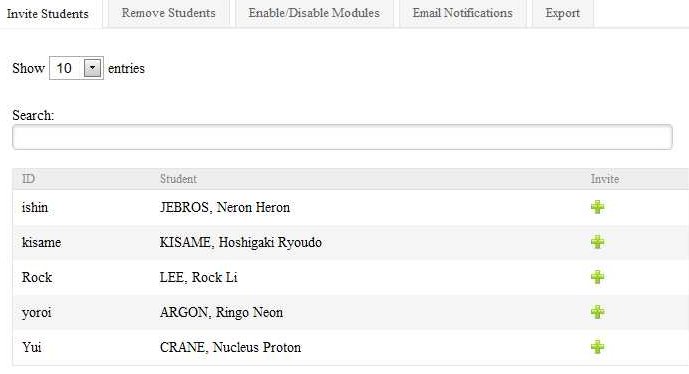 Invite Students Remove Students Enable/Disable Modules Email Notifications Export
Show 10 entries
Search:
ID Student Invite
ishin JEBROS, Neron Heron
kisame KISAME, Hoshigaki Ryoudo
Rock LEE, Rock Li
yoroi ARGON, Ringo Neon
Yui CRANE, Nucleus Proton